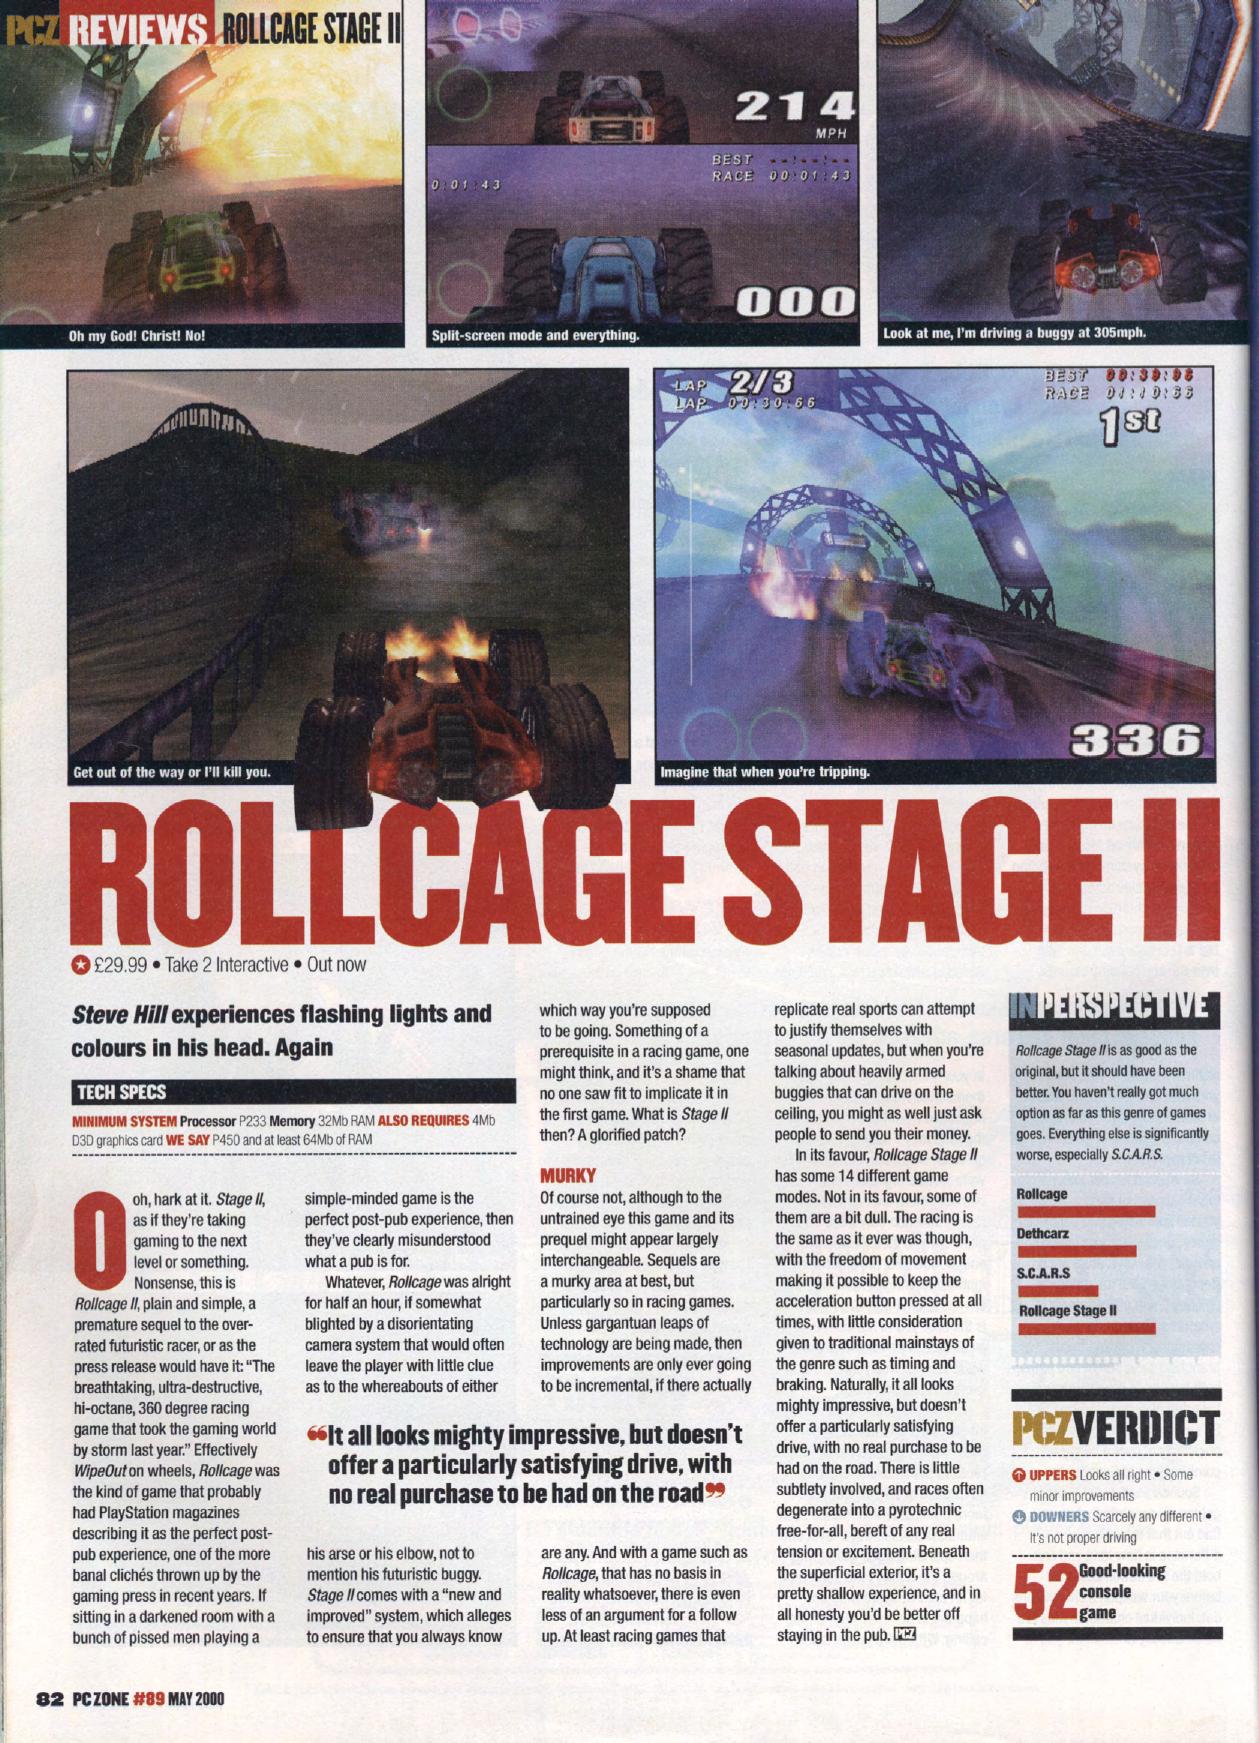 PCZ REVIEWS ROLLCAGE STAGE II
214
MPH
BEST --:--:--
RACE 00:01:43
0:01:43
000
Oh my God! Christ! No!
Split-screen mode and everything.
Look at me, I'm driving a buggy at 305mph.
LAP 2/3
LAP 00:30:66
BEST 00:39:96
RACE 01:10:66
1st
336
Get out of the way or I'll kill you.
Imagine that when you're tripping.
ROLLCAGE STAGE II
£29.99 • Take 2 Interactive • Out now
Steve Hill experiences flashing lights and
colours in his head. Again
TECH SPECS
MINIMUM SYSTEM Processor P233 Memory 32Mb RAM ALSO REQUIRES 4Mb
D3D graphics card WE SAY P450 and at least 64Mb of RAM
Ooh, hark at it. Stage II,
as if they're taking
gaming to the next
level or something.
Nonsense, this is
Rollcage II, plain and simple, a
premature sequel to the over-
rated futuristic racer, or as the
press release would have it: “The
breathtaking, ultra-destructive,
hi-octane, 360 degree racing
game that took the gaming world
by storm last year.” Effectively
WipeOut on wheels, Rollcage was
the kind of game that probably
had PlayStation magazines
describing it as the perfect post-
pub experience, one of the more
banal clichés thrown up by the
gaming press in recent years. If
sitting in a darkened room with a
bunch of pissed men playing a
simple-minded game is the
perfect post-pub experience, then
they've clearly misunderstood
what a pub is for.
Whatever, Rollcage was alright
for half an hour, if somewhat
blighted by a disorientating
camera system that would often
leave the player with little clue
as to the whereabouts of either
his arse or his elbow, not to
mention his futuristic buggy.
Stage II comes with a “new and
improved” system, which alleges
to ensure that you always know
which way you're supposed
to be going. Something of a
prerequisite in a racing game, one
might think, and it's a shame that
no one saw fit to implicate it in
the first game. What is Stage II
then? A glorified patch?
MURKY
Of course not, although to the
untrained eye this game and its
prequel might appear largely
interchangeable. Sequels are
a murky area at best, but
particularly so in racing games.
Unless gargantuan leaps of
technology are being made, then
improvements are only ever going
to be incremental, if there actually
are any. And with a game such as
Rollcage, that has no basis in
reality whatsoever, there is even
less of an argument for a follow
up. At least racing games that
“It all looks mighty impressive, but doesn't
offer a particularly satisfying drive, with
no real purchase to be had on the road”
replicate real sports can attempt
to justify themselves with
seasonal updates, but when you're
talking about heavily armed
buggies that can drive on the
ceiling, you might as well just ask
people to send you their money.
In its favour, Rollcage Stage II
has some 14 different game
modes. Not in its favour, some of
them are a bit dull. The racing is
the same as it ever was though,
with the freedom of movement
making it possible to keep the
acceleration button pressed at all
times, with little consideration
given to traditional mainstays of
the genre such as timing and
braking. Naturally, it all looks
mighty impressive, but doesn't
offer a particularly satisfying
drive, with no real purchase to be
had on the road. There is little
subtlety involved, and races often
degenerate into a pyrotechnic
free-for-all, bereft of any real
tension or excitement. Beneath
the superficial exterior, it's a
pretty shallow experience, and in
all honesty you'd be better off
staying in the pub. PCZ
INPERSPECTIVE
Rollcage Stage II is as good as the
original, but it should have been
better. You haven't really got much
option as far as this genre of games
goes. Everything else is significantly
worse, especially S.C.A.R.S.
Rollcage
Dethcarz
S.C.A.R.S
Rollcage Stage II
PCZVERDICT
UPPERS Looks all right • Some
minor improvements
DOWNERS Scarcely any different •
It's not proper driving
52 Good-looking
console
game
82 PCZONE #89 MAY 2000